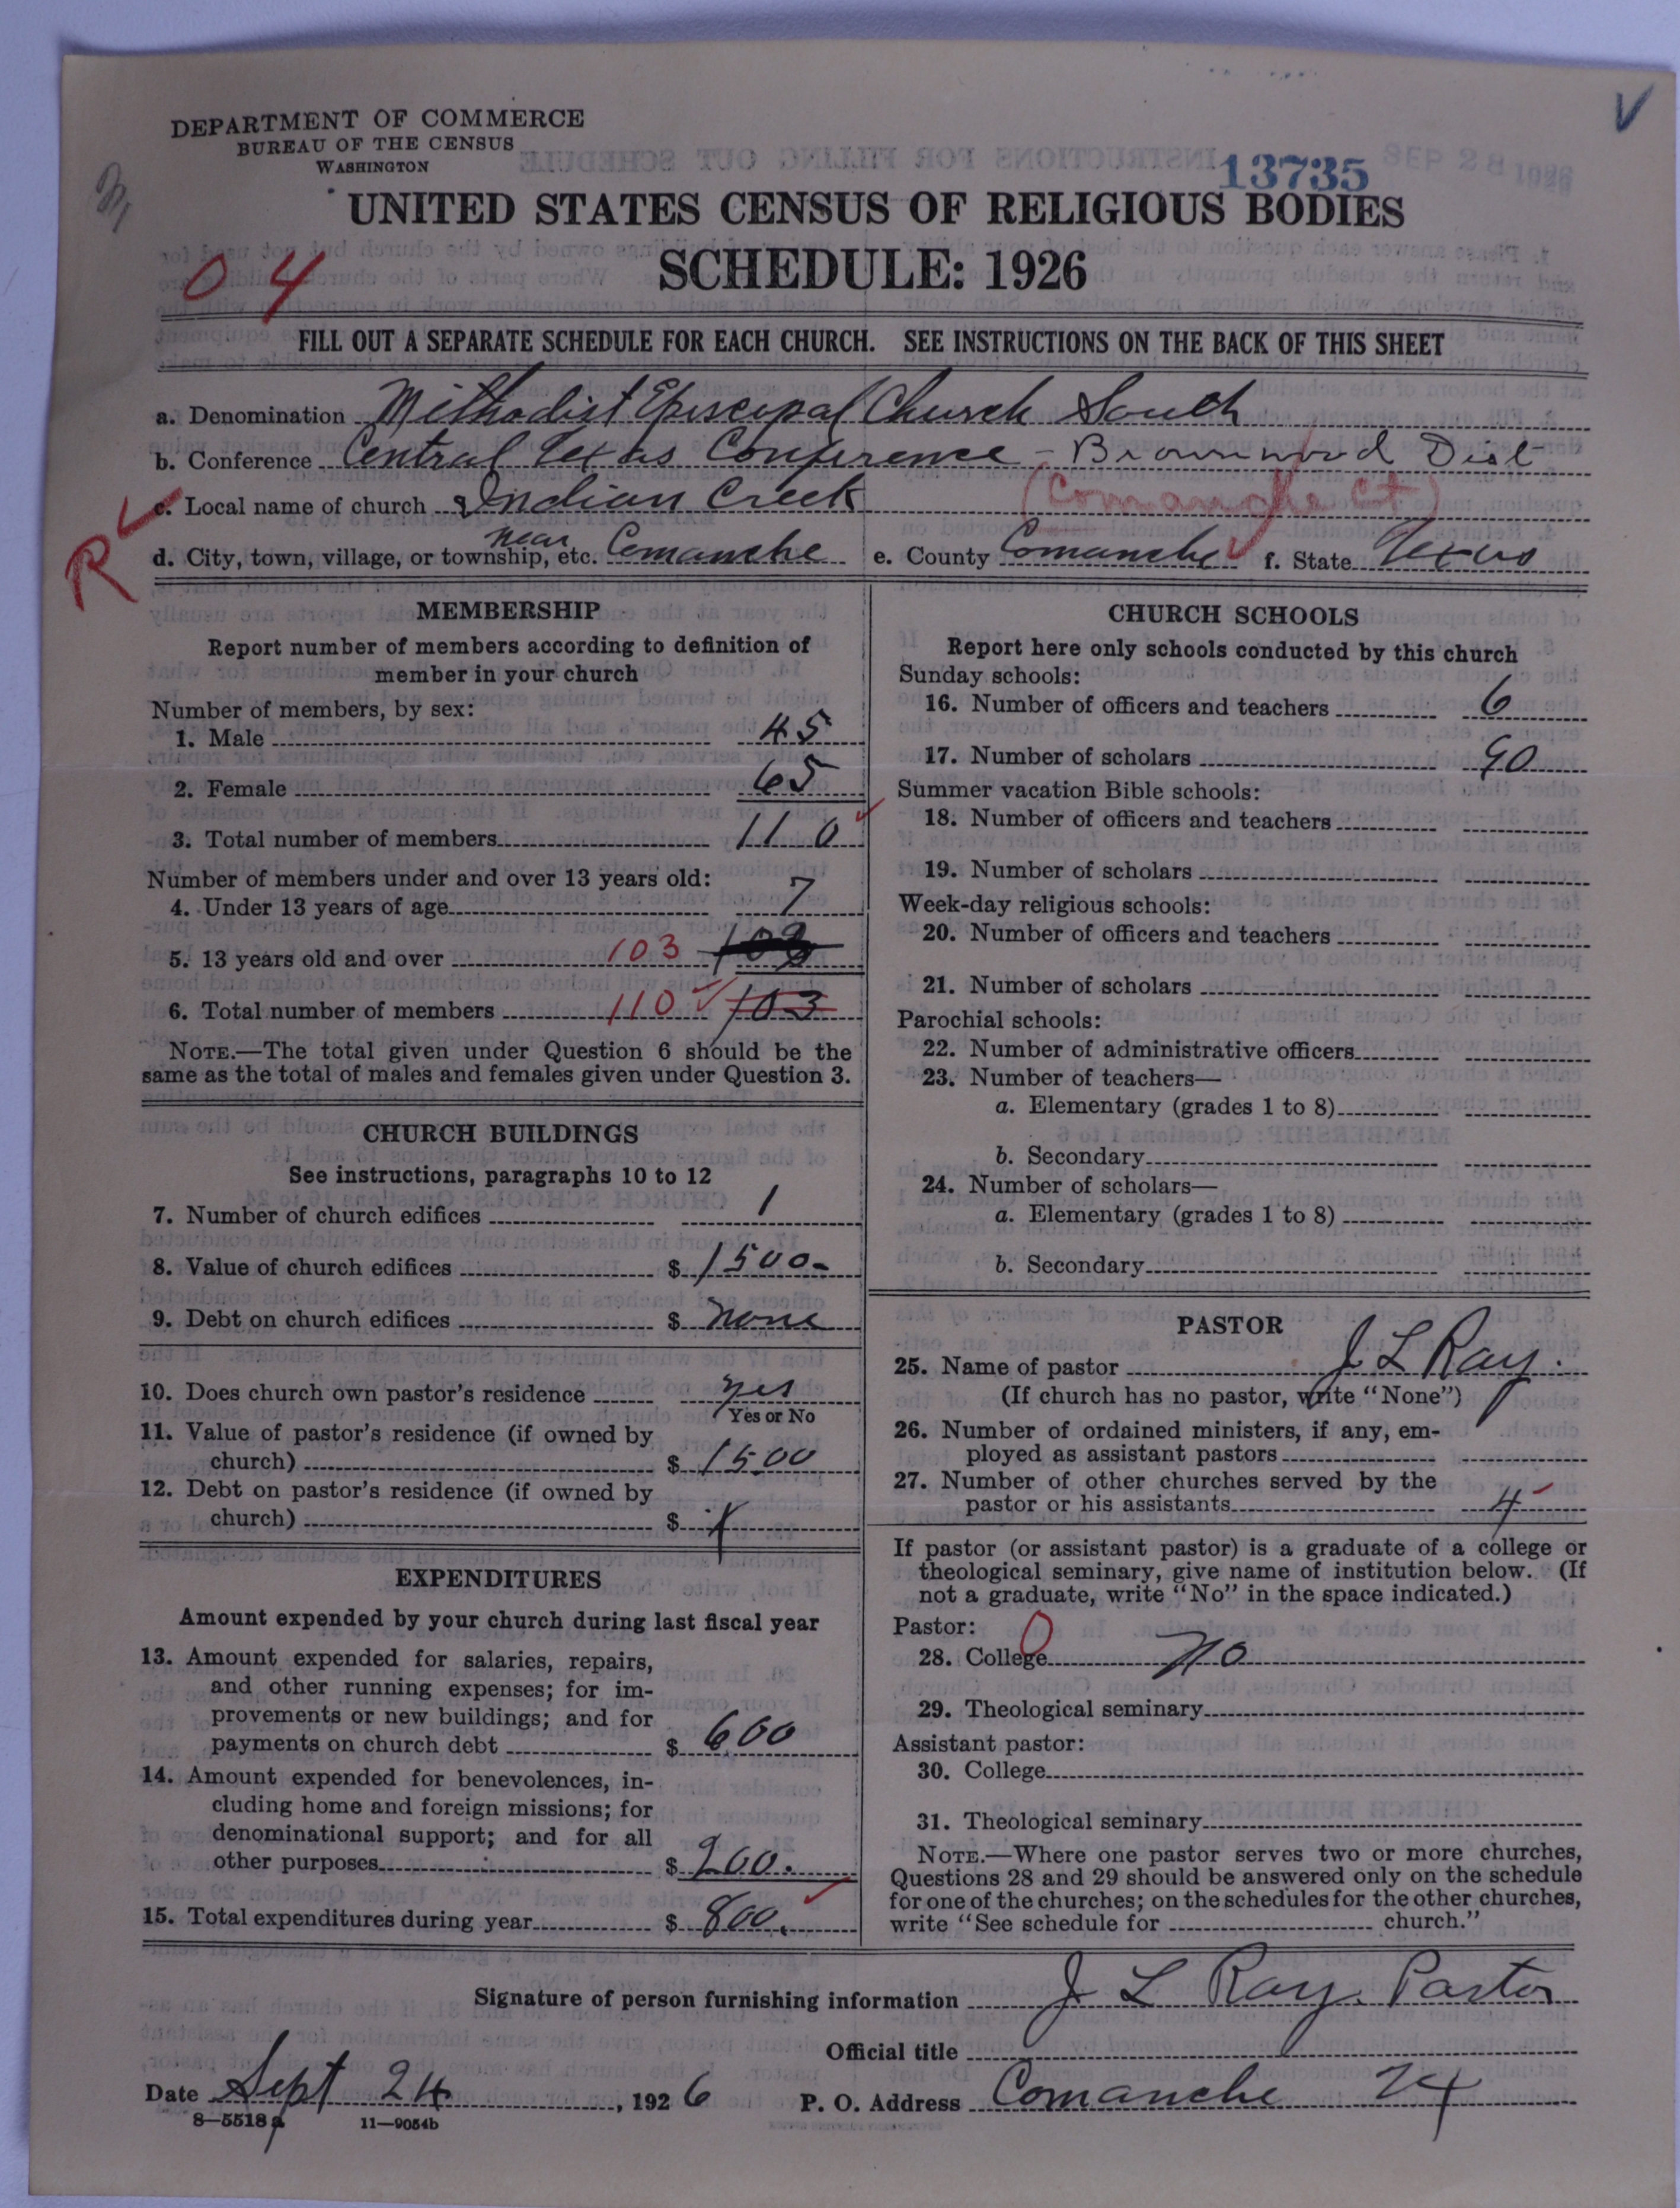 DEPARTMENT OF COMMERCE
BUREAU OF THE CENSUS
WASHINGTON
13735 SEP 28 1926
UNITED STATES CENSUS OF RELIGIOUS BODIES
SCHEDULE: 1926
04
FILL OUT A SEPARATE SCHEDULE FOR EACH CHURCH. SEE INSTRUCTIONS ON THE BACK OF THIS SHEET
a. Denomination Methodist Episcopal Church South
b. Conference Central Texas Conference - Brownwood Dist
c. Local name of church Indian Creek (Comanche Ct)
R
d. City, town, village, or township, etc. near Comanche e. County Comanche f. State Texas
MEMBERSHIP
Report number of members according to definition of
member in your church
Number of members, by sex:
1. Male 45
2. Female 65
3. Total number of members 110
Number of members under and over 13 years old:
4. Under 13 years of age 7
5. 13 years old and over 103
6. Total number of members 110 103
NOTE.—The total given under Question 6 should be the
same as the total of males and females given under Question 3.
CHURCH BUILDINGS
See instructions, paragraphs 10 to 12
7. Number of church edifices 1
8. Value of church edifices $ 1500-
9. Debt on church edifices $ none
10. Does church own pastor's residence yes
Yes or No
11. Value of pastor's residence (if owned by
church) $ 1500
12. Debt on pastor's residence (if owned by
church) $
EXPENDITURES
Amount expended by your church during last fiscal year
13. Amount expended for salaries, repairs,
and other running expenses; for im-
provements or new buildings; and for
payments on church debt $ 600
14. Amount expended for benevolences, in-
cluding home and foreign missions; for
denominational support; and for all
other purposes $ 200.
15. Total expenditures during year $ 800.
CHURCH SCHOOLS
Report here only schools conducted by this church
Sunday schools:
16. Number of officers and teachers 6
17. Number of scholars 90
Summer vacation Bible schools:
18. Number of officers and teachers
19. Number of scholars
Week-day religious schools:
20. Number of officers and teachers
21. Number of scholars
Parochial schools:
22. Number of administrative officers
23. Number of teachers—
a. Elementary (grades 1 to 8)
b. Secondary
24. Number of scholars—
a. Elementary (grades 1 to 8)
b. Secondary
PASTOR
25. Name of pastor J L Ray.
(If church has no pastor, write "None")
26. Number of ordained ministers, if any, em-
ployed as assistant pastors
27. Number of other churches served by the
pastor or his assistants 4
If pastor (or assistant pastor) is a graduate of a college or
theological seminary, give name of institution below. (If
not a graduate, write "No" in the space indicated.)
Pastor: 0
28. College no
29. Theological seminary
Assistant pastor:
30. College
31. Theological seminary
NOTE.—Where one pastor serves two or more churches,
Questions 28 and 29 should be answered only on the schedule
for one of the churches; on the schedules for the other churches,
write "See schedule for church."
Signature of person furnishing information J L Ray. Pastor
Official title
Date Sept 24, 1926 P. O. Address Comanche Tx
8—5518a 11—9054b